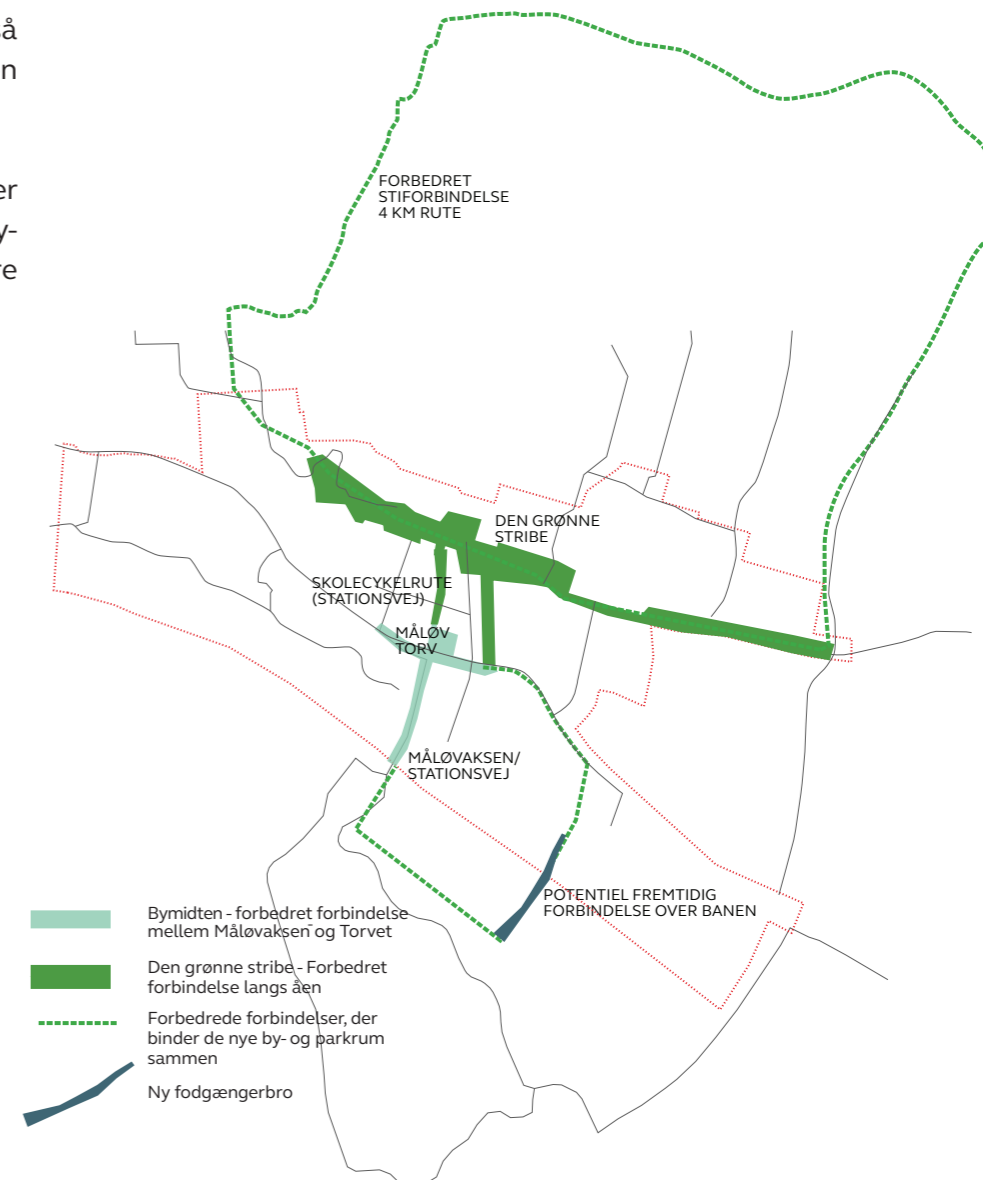 å
n
er
y-
re
FORBEDRET
STIFORBINDELSE
4 KM RUTE
DEN GRØNNE
STRIBE
SKOLECYKELRUTE
(STATIONSVEJ)
MÅLØV
TORV
MÅLØVAKSEN/
STATIONSVEJ
POTENTIEL FREMTIDIG
FORBINDELSE OVER BANEN
Bymidten - forbedret forbindelse
mellem Måløvaksen og Torvet
Den grønne stribe - Forbedret
forbindelse langs åen
Forbedrede forbindelser, der
binder de nye by- og parkrum
sammen
Ny fodgængerbro